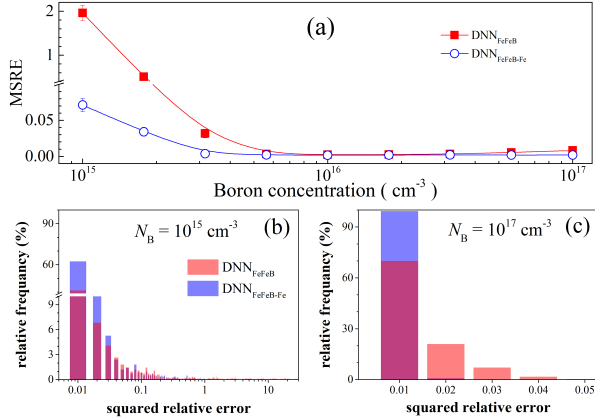 (a)
DNN_FeFeB
DNN_FeFeB-Fe
MSRE
2
1
0.05
0.00
10^15
10^16
10^17
Boron concentration ( cm^-3 )
(b)
N_B = 10^15 cm^-3
DNN_FeFeB
DNN_FeFeB-Fe
relative frequancy (%)
90
60
9
6
3
0
0.01
0.1
1
10
squared relative error
(c)
N_B = 10^17 cm^-3
relative frequancy (%)
90
60
30
0
0.01
0.02
0.03
0.04
0.05
squared relative error